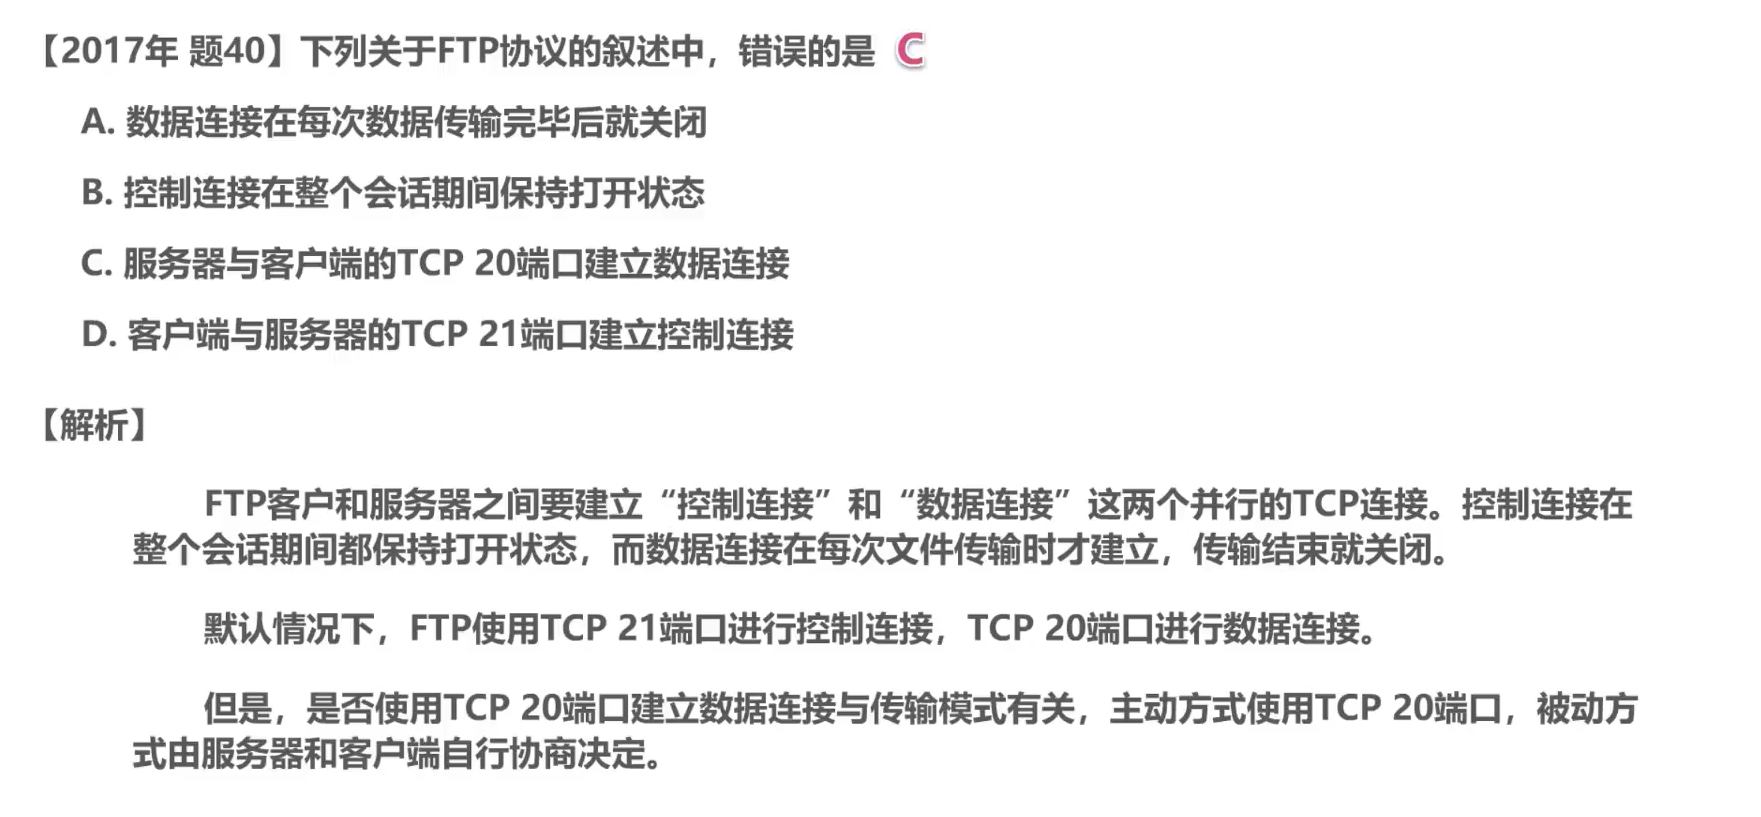 【2017年 题40】下列关于FTP协议的叙述中，错误的是 C
A. 数据连接在每次数据传输完毕后就关闭
B. 控制连接在整个会话期间保持打开状态
C. 服务器与客户端的TCP 20端口建立数据连接
D. 客户端与服务器的TCP 21端口建立控制连接
【解析】
FTP客户和服务器之间要建立“控制连接”和“数据连接”这两个并行的TCP连接。控制连接在
整个会话期间都保持打开状态，而数据连接在每次文件传输时才建立，传输结束就关闭。
默认情况下，FTP使用TCP 21端口进行控制连接，TCP 20端口进行数据连接。
但是，是否使用TCP 20端口建立数据连接与传输模式有关，主动方式使用TCP 20端口，被动方
式由服务器和客户端自行协商决定。